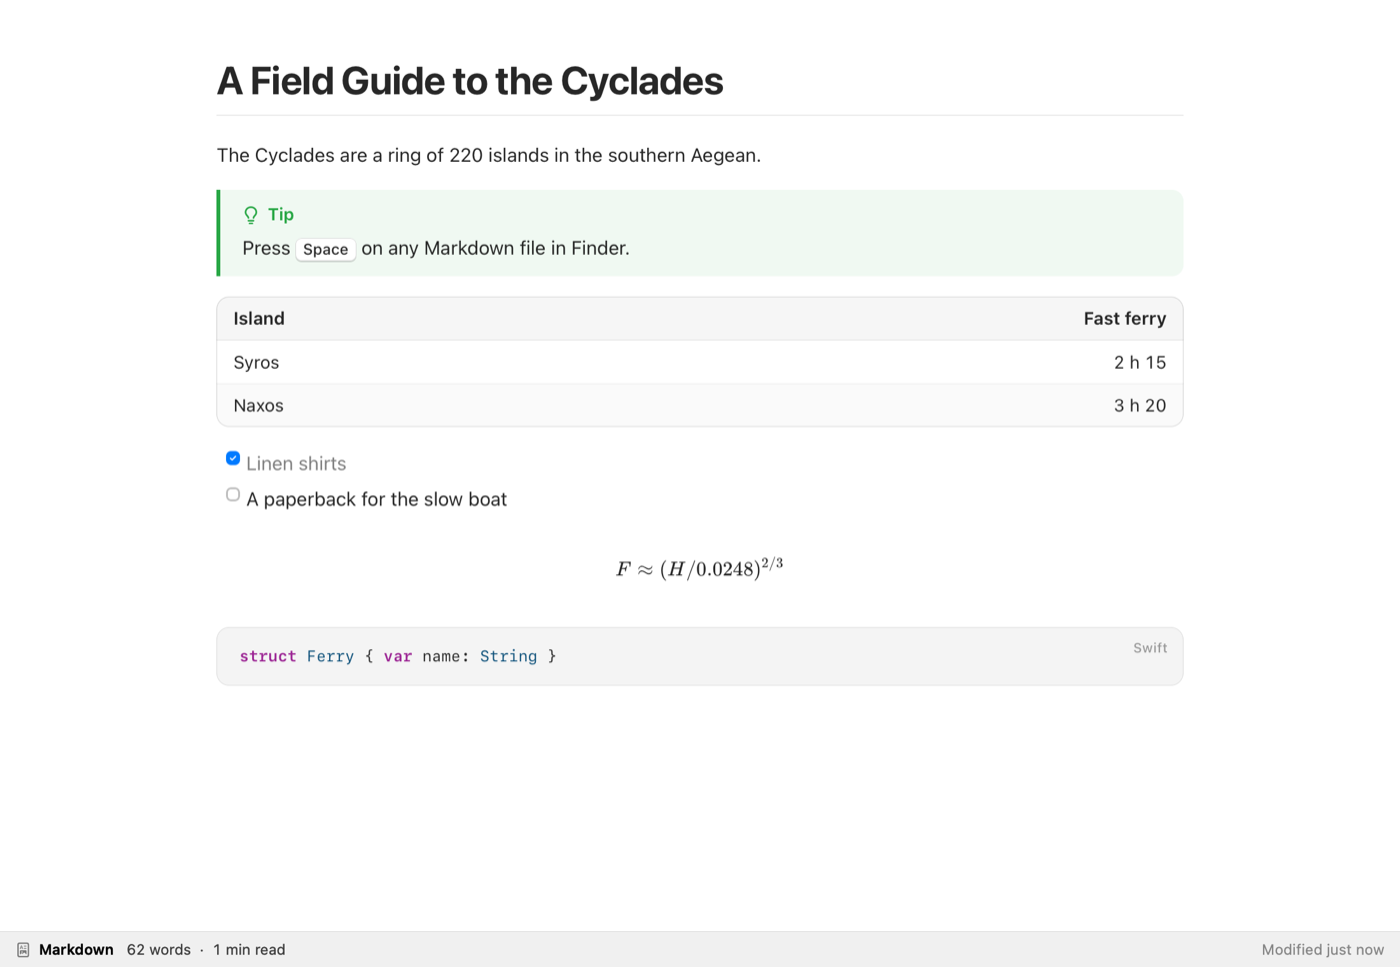 A Field Guide to the Cyclades
The Cyclades are a ring of 220 islands in the southern Aegean.
Tip
Press Space on any Markdown file in Finder.
Island Fast ferry
Syros 2 h 15
Naxos 3 h 20
Linen shirts
A paperback for the slow boat
F ≈ (H/0.0248)^2/3
Swift
struct Ferry { var name: String }
Markdown 62 words · 1 min read Modified just now